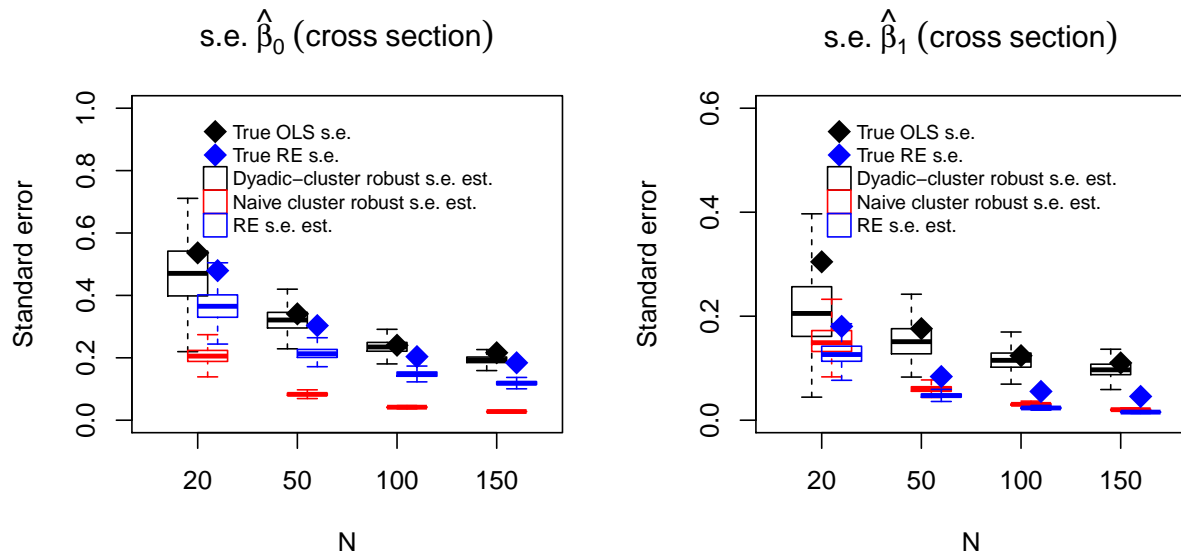 s.e. β̂₀ (cross section)
Standard error
1.0
0.8
0.6
0.4
0.2
0.0
True OLS s.e.
True RE s.e.
Dyadic−cluster robust s.e. est.
Naive cluster robust s.e. est.
RE s.e. est.
20 50 100 150
N
s.e. β̂₁ (cross section)
Standard error
0.6
0.4
0.2
0.0
True OLS s.e.
True RE s.e.
Dyadic−cluster robust s.e. est.
Naive cluster robust s.e. est.
RE s.e. est.
20 50 100 150
N